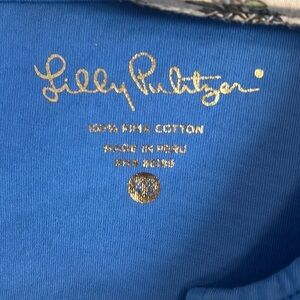 Lilly Pulitzer
100% PIMA COTTON
MADE IN PERU